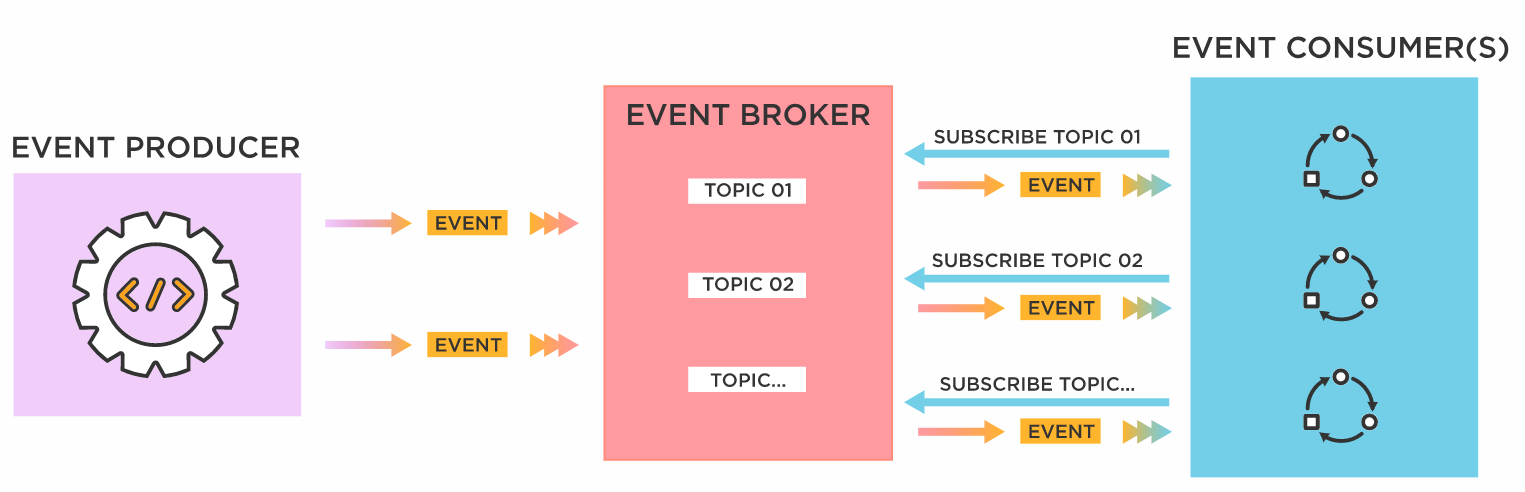 EVENT PRODUCER
</>
EVENT
EVENT
EVENT BROKER
TOPIC 01
TOPIC 02
TOPIC...
SUBSCRIBE TOPIC 01
EVENT
SUBSCRIBE TOPIC 02
EVENT
SUBSCRIBE TOPIC...
EVENT
EVENT CONSUMER(S)